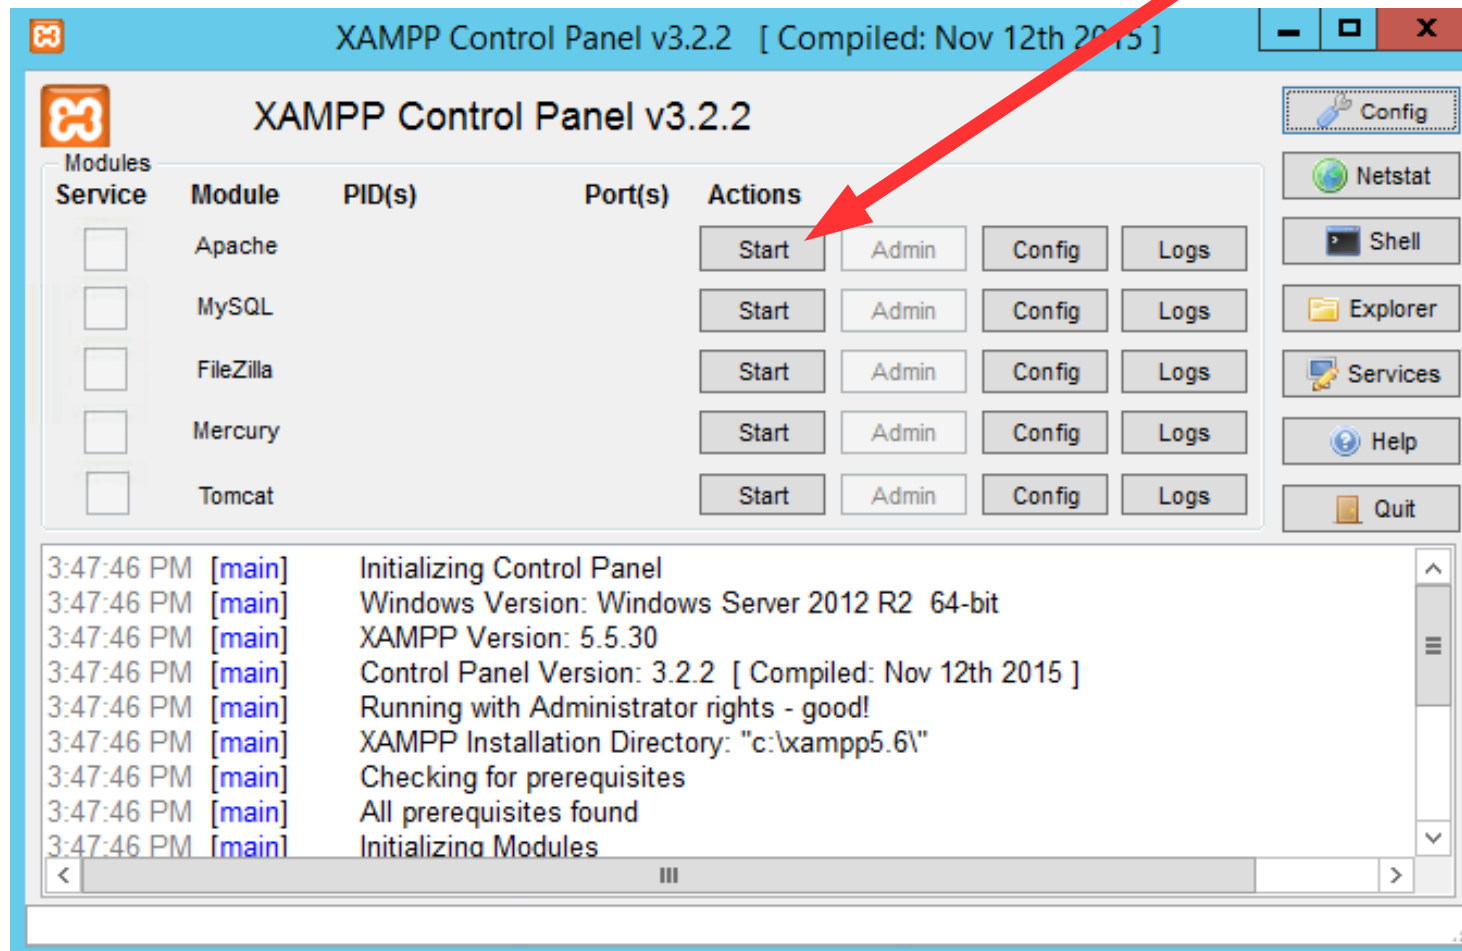 XAMPP Control Panel v3.2.2 [ Compiled: Nov 12th 2015 ]
XAMPP Control Panel v3.2.2
Config
Modules
Service Module PID(s) Port(s) Actions
Netstat
Apache Start Admin Config Logs
Shell
MySQL Start Admin Config Logs
Explorer
FileZilla Start Admin Config Logs
Services
Mercury Start Admin Config Logs
Help
Tomcat Start Admin Config Logs
Quit
3:47:46 PM [main] Initializing Control Panel
3:47:46 PM [main] Windows Version: Windows Server 2012 R2 64-bit
3:47:46 PM [main] XAMPP Version: 5.5.30
3:47:46 PM [main] Control Panel Version: 3.2.2 [ Compiled: Nov 12th 2015 ]
3:47:46 PM [main] Running with Administrator rights - good!
3:47:46 PM [main] XAMPP Installation Directory: "c:\xampp5.6\"
3:47:46 PM [main] Checking for prerequisites
3:47:46 PM [main] All prerequisites found
3:47:46 PM [main] Initializing Modules